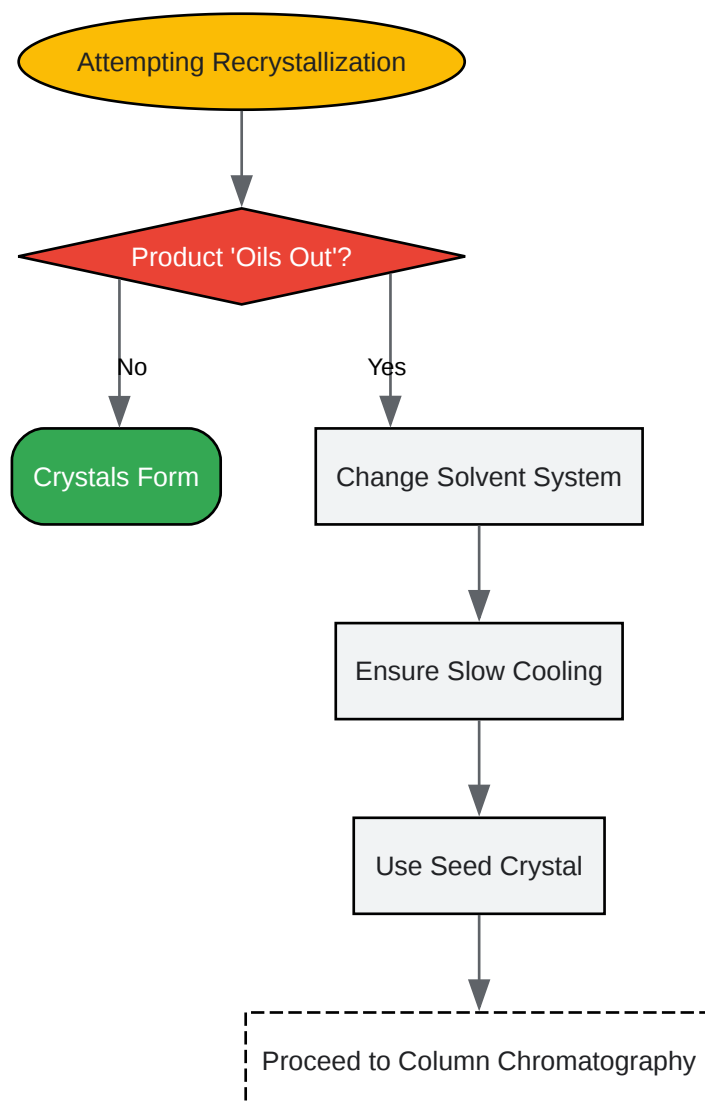 Attempting Recrystallization
Product 'Oils Out'?
No
Yes
Crystals Form
Change Solvent System
Ensure Slow Cooling
Use Seed Crystal
Proceed to Column Chromatography